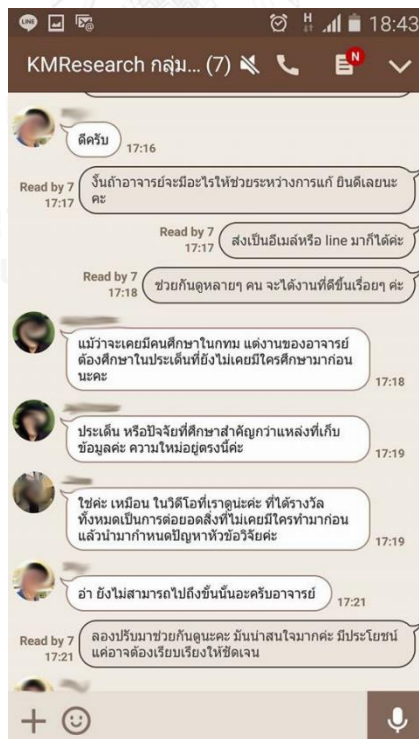 LINE
18:43
KMResearch กลุ่ม... (7)
N
ดีครับ
17:16
งั้นถ้าอาจารย์จะมีอะไรให้ช่วยระหว่างการแก้ ยินดีเลยนะ
คะ
Read by 7
17:17
ส่งเป็นอีเมล์หรือ line มาก็ได้ค่ะ
Read by 7
17:17
ช่วยกันดูหลายๆ คน จะได้งานที่ดีขึ้นเรื่อยๆ ค่ะ
Read by 7
17:18
แม้ว่าจะเคยมีคนศึกษาในกทม แต่งานของอาจารย์
ต้องศึกษาในประเด็นที่ยังไม่เคยมีใครศึกษามาก่อน
นะคะ
17:18
ประเด็น หรือปัจจัยที่ศึกษาสำคัญกว่าแหล่งที่เก็บ
ข้อมูลค่ะ ความใหม่อยู่ตรงนี้ค่ะ
17:19
ใช่ค่ะ เหมือน ในวิดีโอที่เราดูน่ะค่ะ ที่ได้รางวัล
ทั้งหมดเป็นการต่อยอดสิ่งที่ไม่เคยมีใครทำมาก่อน
แล้วนำมากำหนดปัญหาหัวข้อวิจัยค่ะ
17:19
อ่า ยังไม่สามารถไปถึงขั้นนั้นอะครับอาจารย์
17:21
ลองปรับมาช่วยกันดูนะคะ มันน่าสนใจมากค่ะ มีประโยชน์
แค่อาจต้องเรียบเรียงให้ชัดเจน
Read by 7
17:21